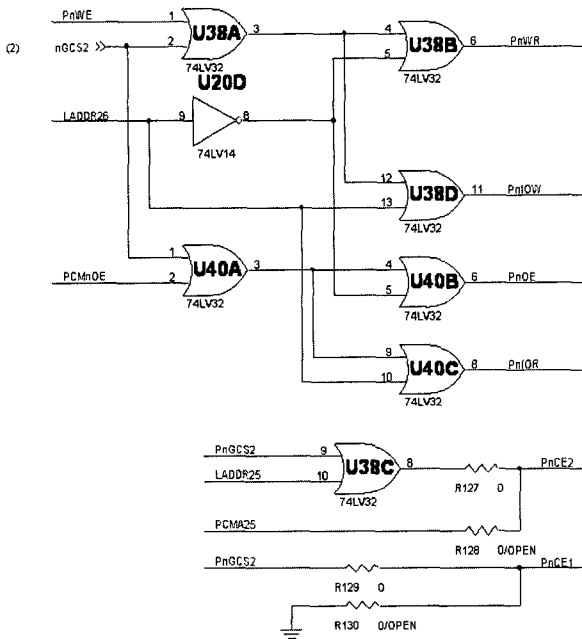 PnWE 1
U38A 3
4
U38B 6 PnWR
(2) nGCS2 2
5
74LV32
74LV32
U20D
LADDR26 9
8
74LV14
12
U38D 11 PnIOW
13
74LV32
1
U40A 3
4
U40B 6 PnOE
PCMnOE 2
5
74LV32
74LV32
9
U40C 8 PnIOR
10
74LV32
PnGCS2 9
U38C 8
PnCE2
LADDR25 10
R127 0
74LV32
PCMA25
R128 0/OPEN
PnGCS2
PnCE1
R129 0
R130 0/OPEN